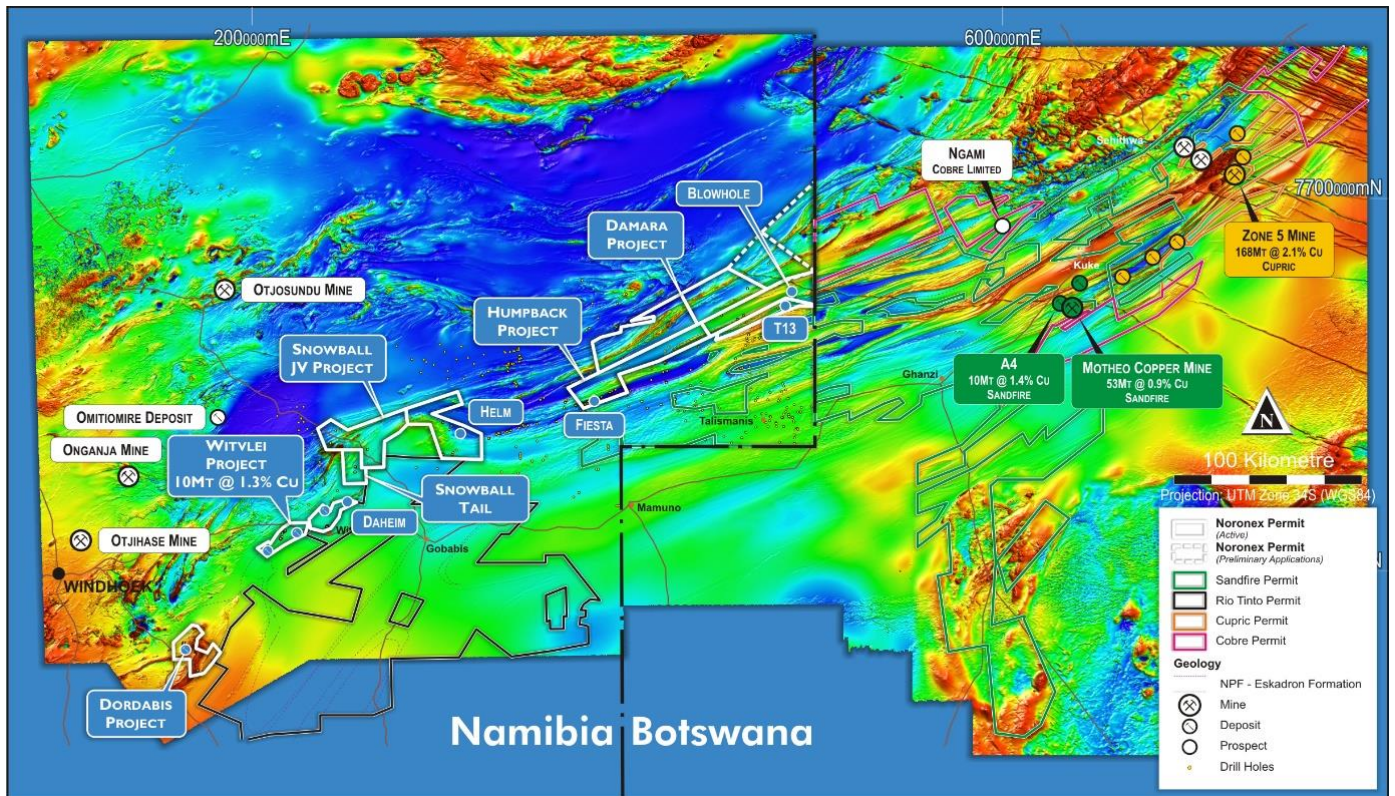 200000mE
600000mE
NGAMI
COBRE LIMITED
Sehithwa
7700000mN
BLOWHOLE
DAMARA
PROJECT
ZONE 5 MINE
168MT @ 2.1% CU
CUPRIC
Kuke
OTJOSUNDU MINE
HUMPBACK
PROJECT
T13
SNOWBALL
JV PROJECT
A4
10MT @ 1.4% CU
SANDFIRE
MOTHEO COPPER MINE
53MT @ 0.9% CU
SANDFIRE
Ghanzi
OMITIOMIRE DEPOSIT
HELM
FIESTA
Talismanis
N
ONGANJA MINE
WITVLEI
PROJECT
10MT @ 1.3% CU
100 Kilometre
SNOWBALL
TAIL
Projection: UTM Zone 34S (WGS84)
Mamuno
DAHEIM
Gobabis
OTJIHASE MINE
WINDHOEK
DORDABIS
PROJECT
Namibia Botswana
Noronex Permit
(Active)
Noronex Permit
(Preliminary Applications)
Sandfire Permit
Rio Tinto Permit
Cupric Permit
Cobre Permit
Geology
NPF - Eskadron Formation
Mine
Deposit
Prospect
Drill Holes